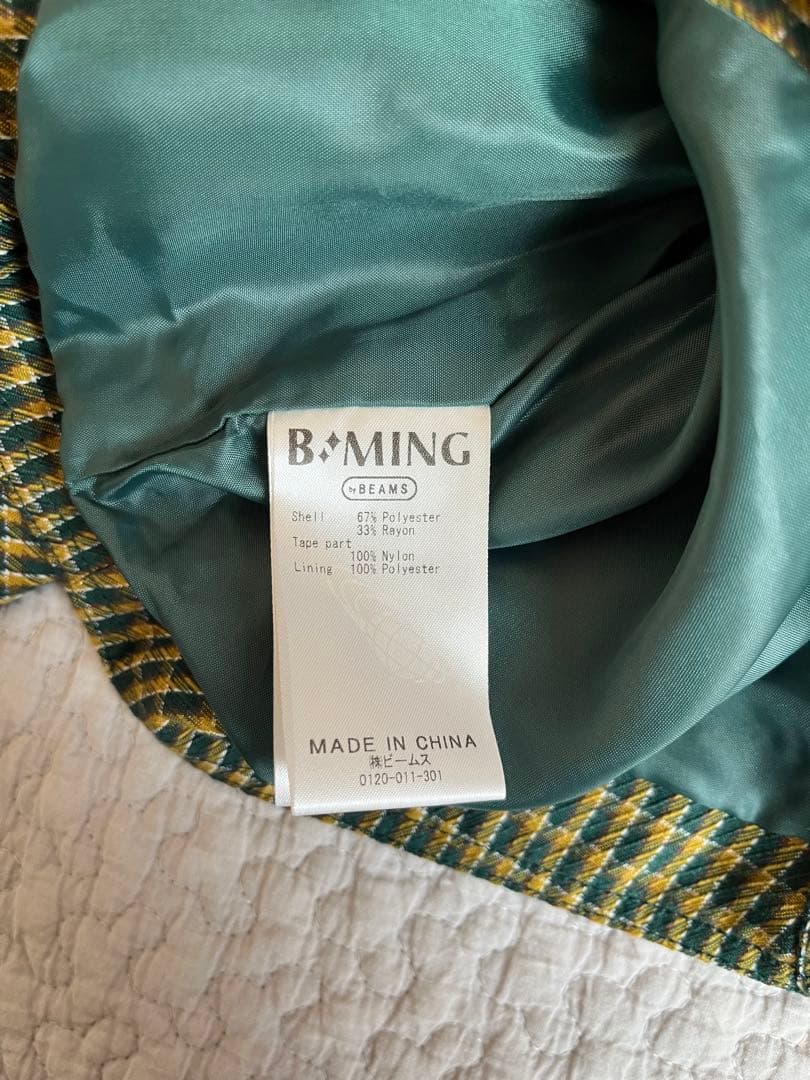 B MING
by BEAMS
Shell 67% Polyester
33% Rayon
Tape part
100% Nylon
Lining 100% Polyester
MADE IN CHINA
㈱ビームス
0120-011-301